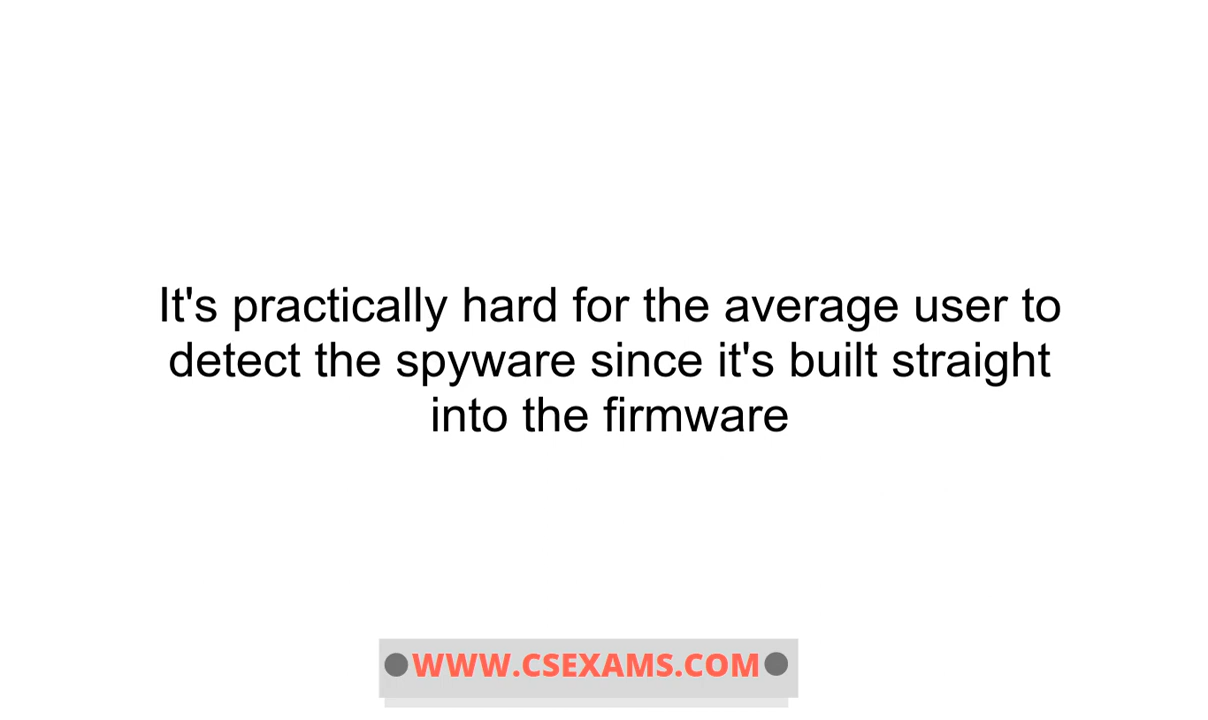 It's practically hard for the average user to
detect the spyware since it's built straight
into the firmware
WWW.CSEXAMS.COM